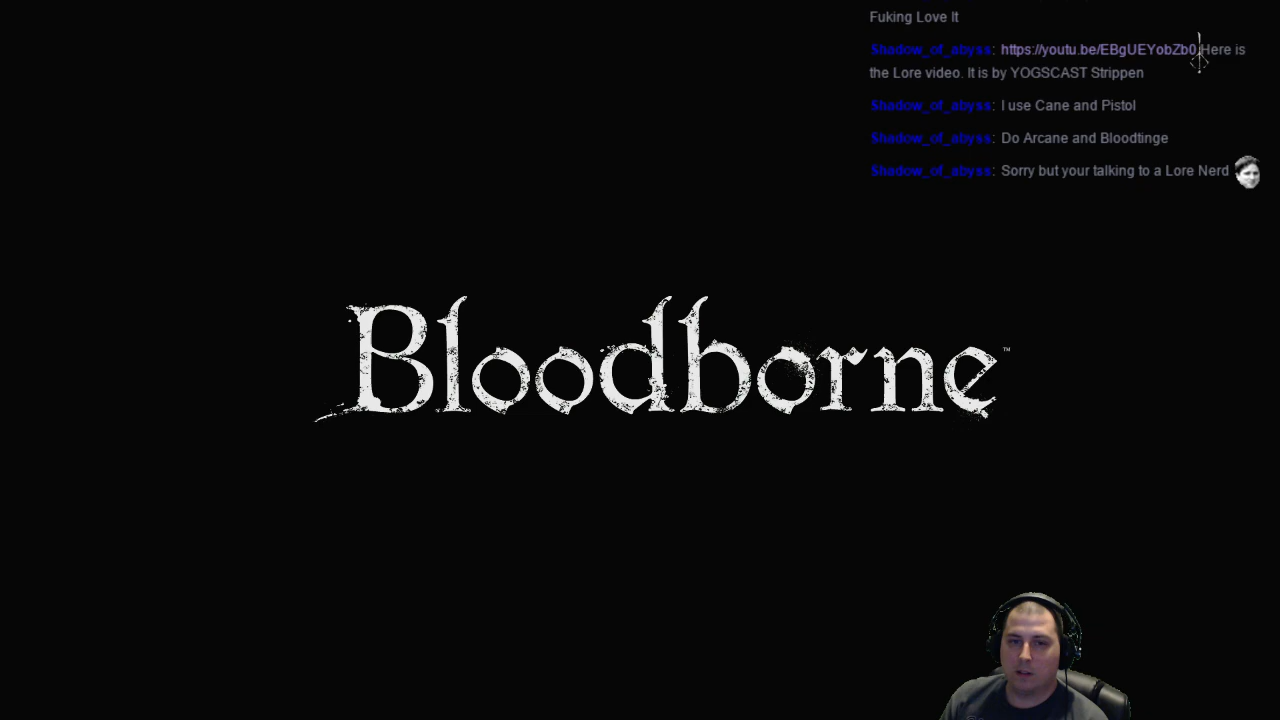 Fuking Love It
Shadow_of_abyss: https://youtu.be/EBgUEYobZb0 Here is
the Lore video. It is by YOGSCAST Strippen
Shadow_of_abyss: I use Cane and Pistol
Shadow_of_abyss: Do Arcane and Bloodtinge
Shadow_of_abyss: Sorry but your talking to a Lore Nerd
Bloodborne™